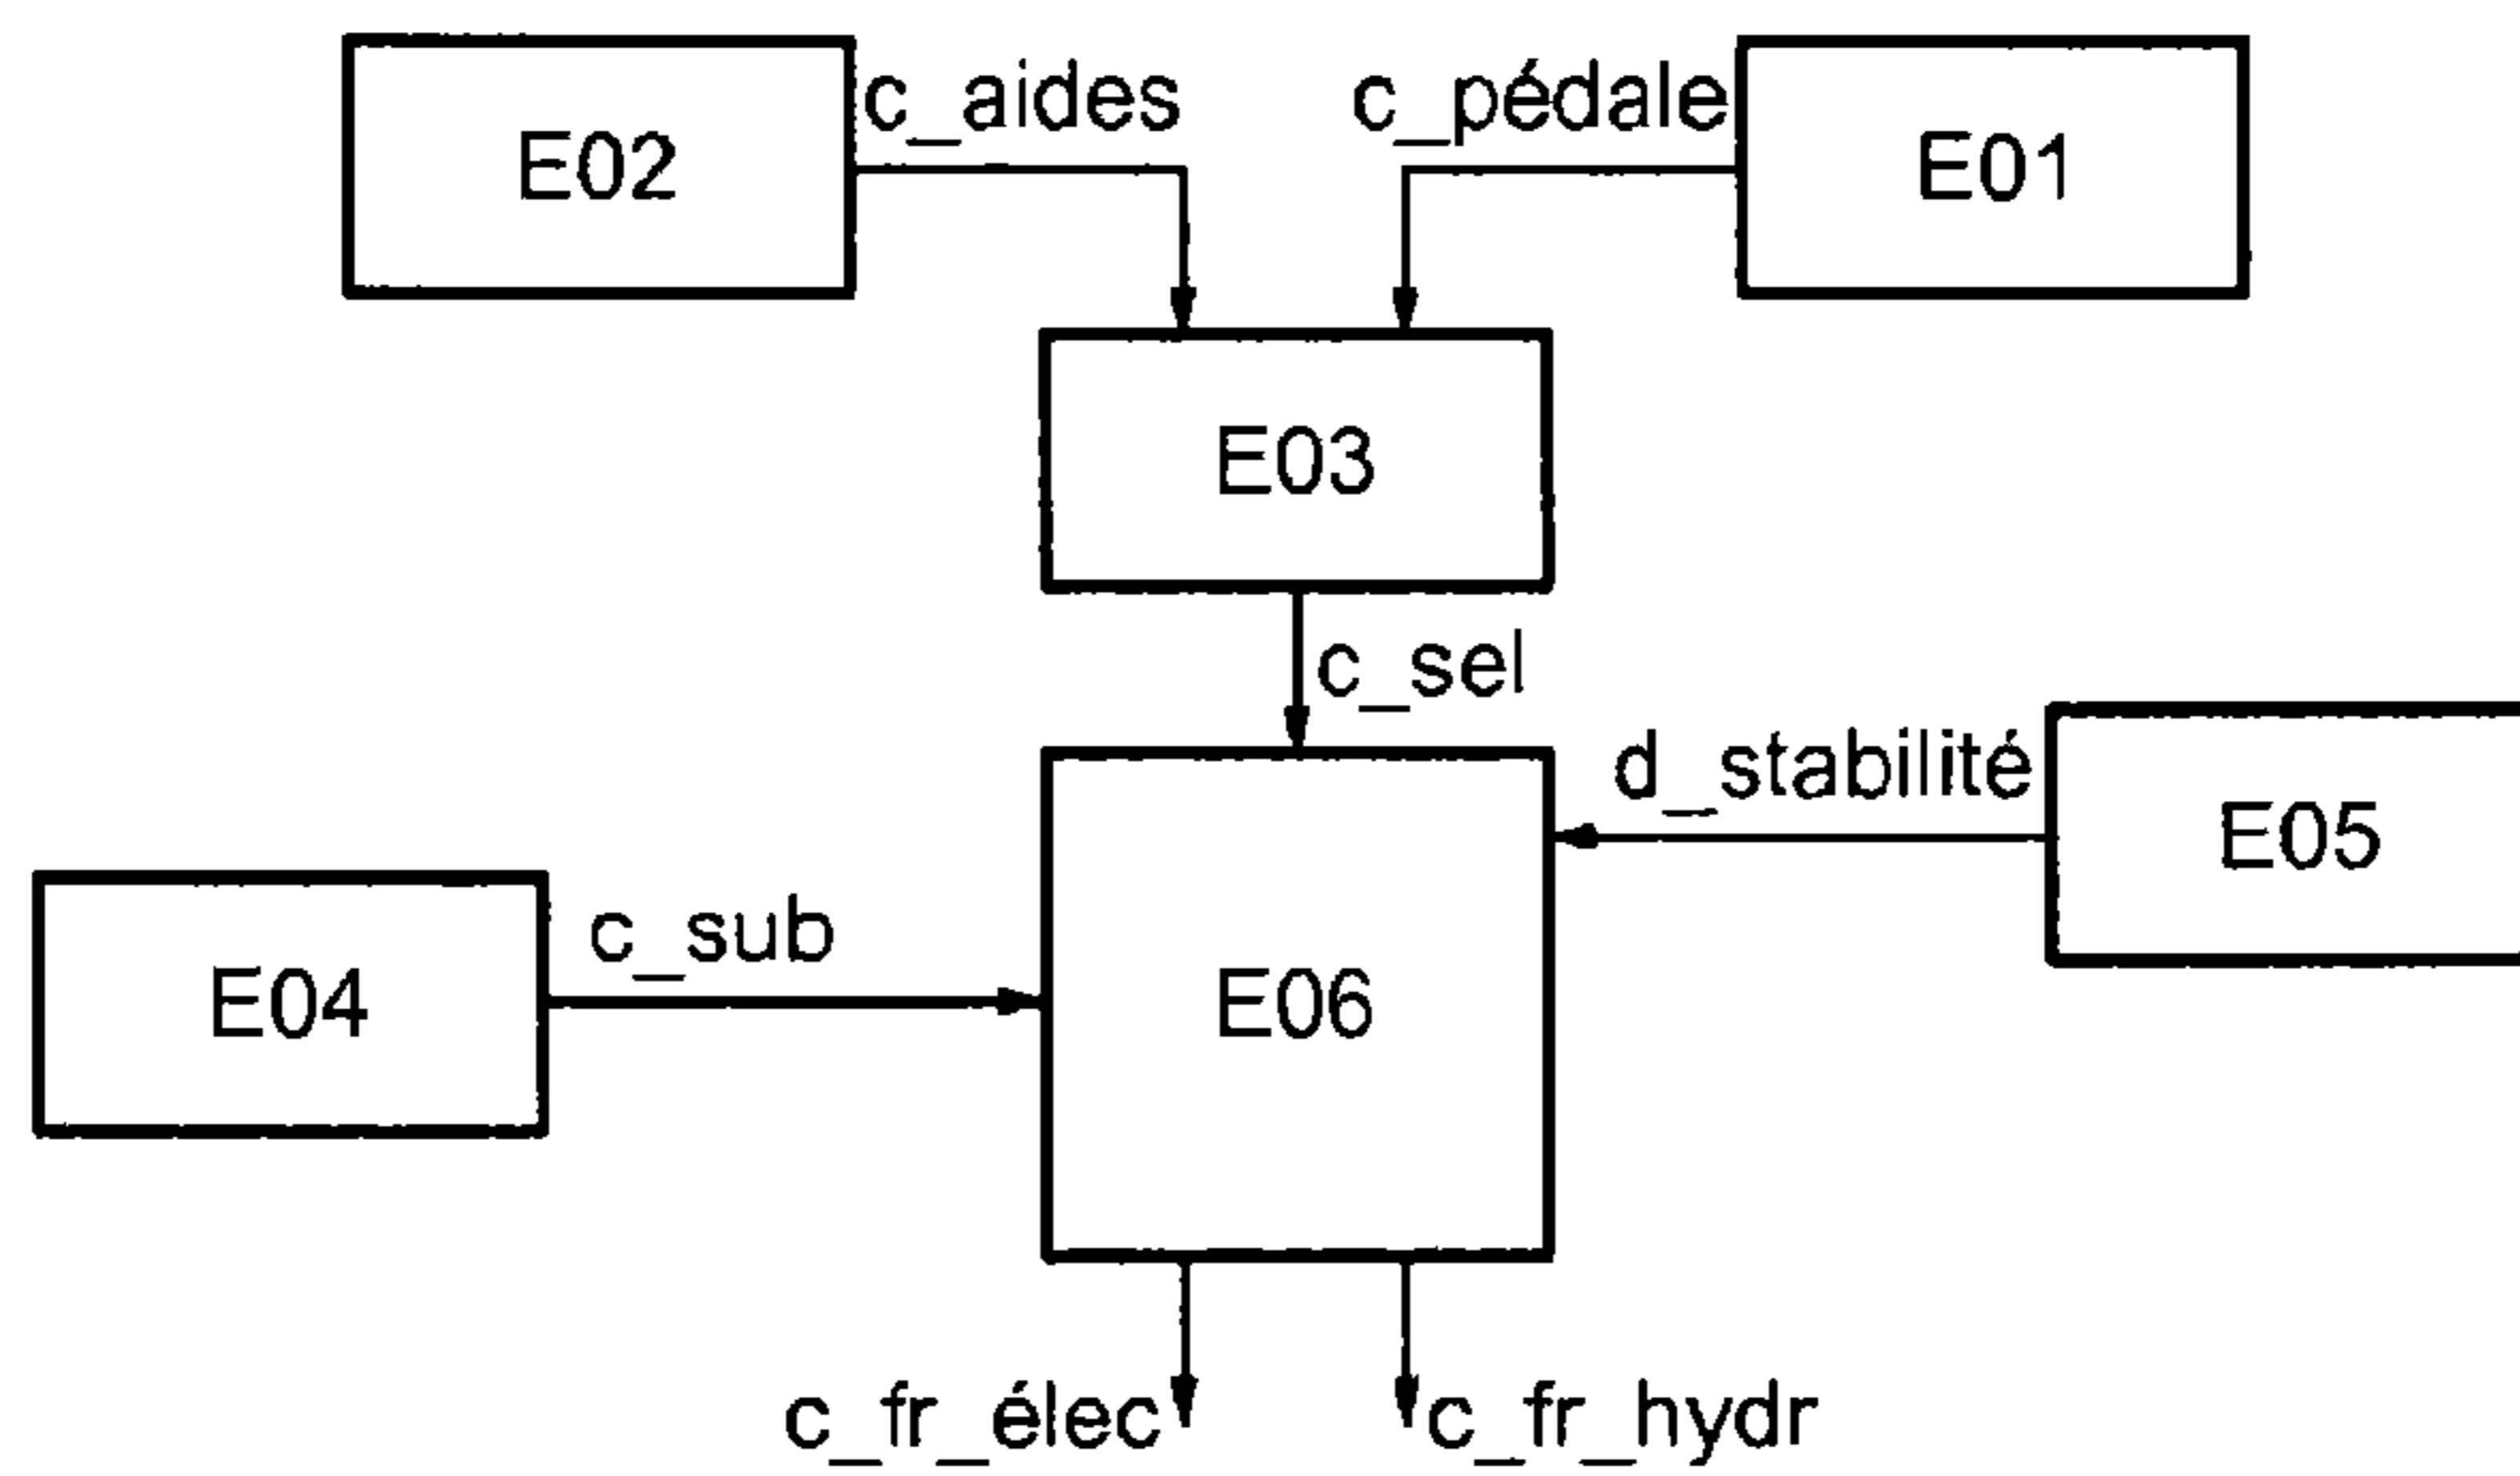 c_aides
c_pédale
E02
E01
E03
c_sel
d_stabilité
E05
c_sub
E04
E06
c_fr_élec
c_fr_hydr